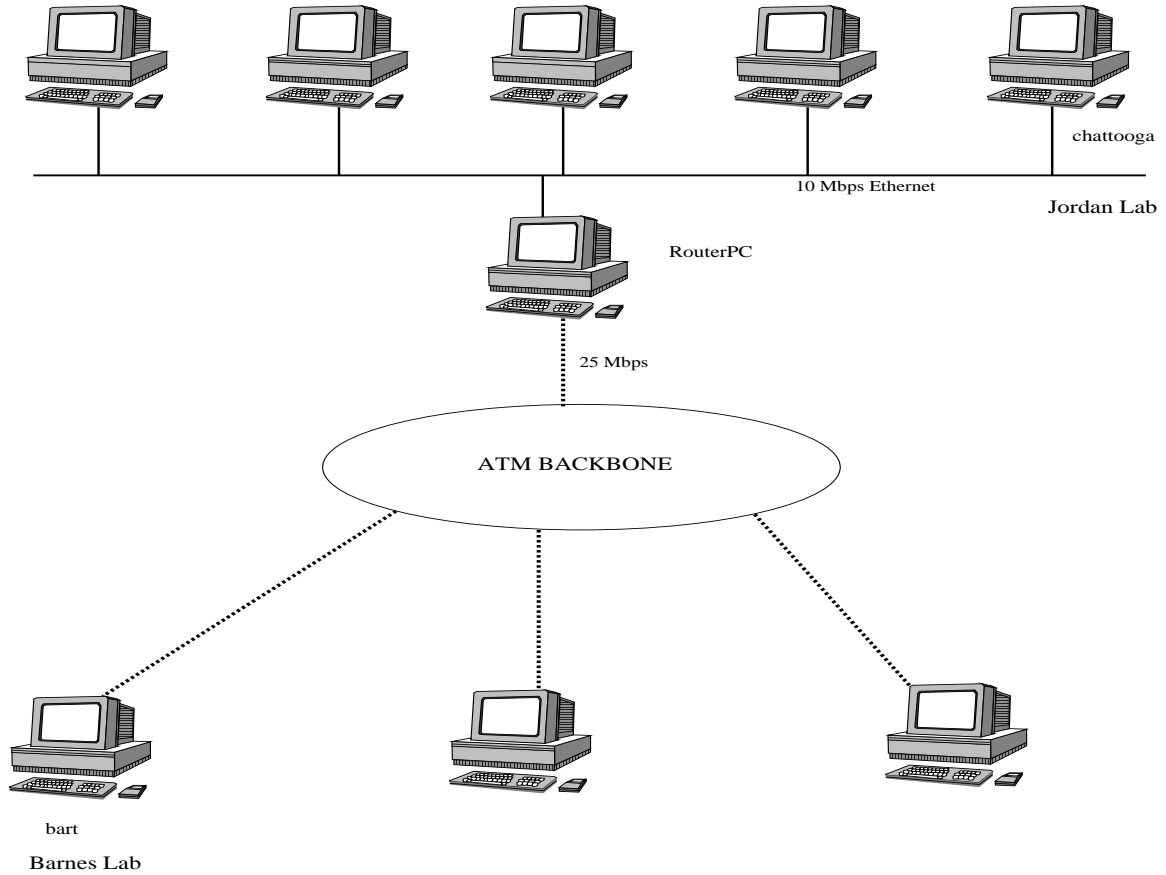 chattooga
10 Mbps Ethernet
Jordan Lab
RouterPC
25 Mbps
ATM BACKBONE
bart
Barnes Lab